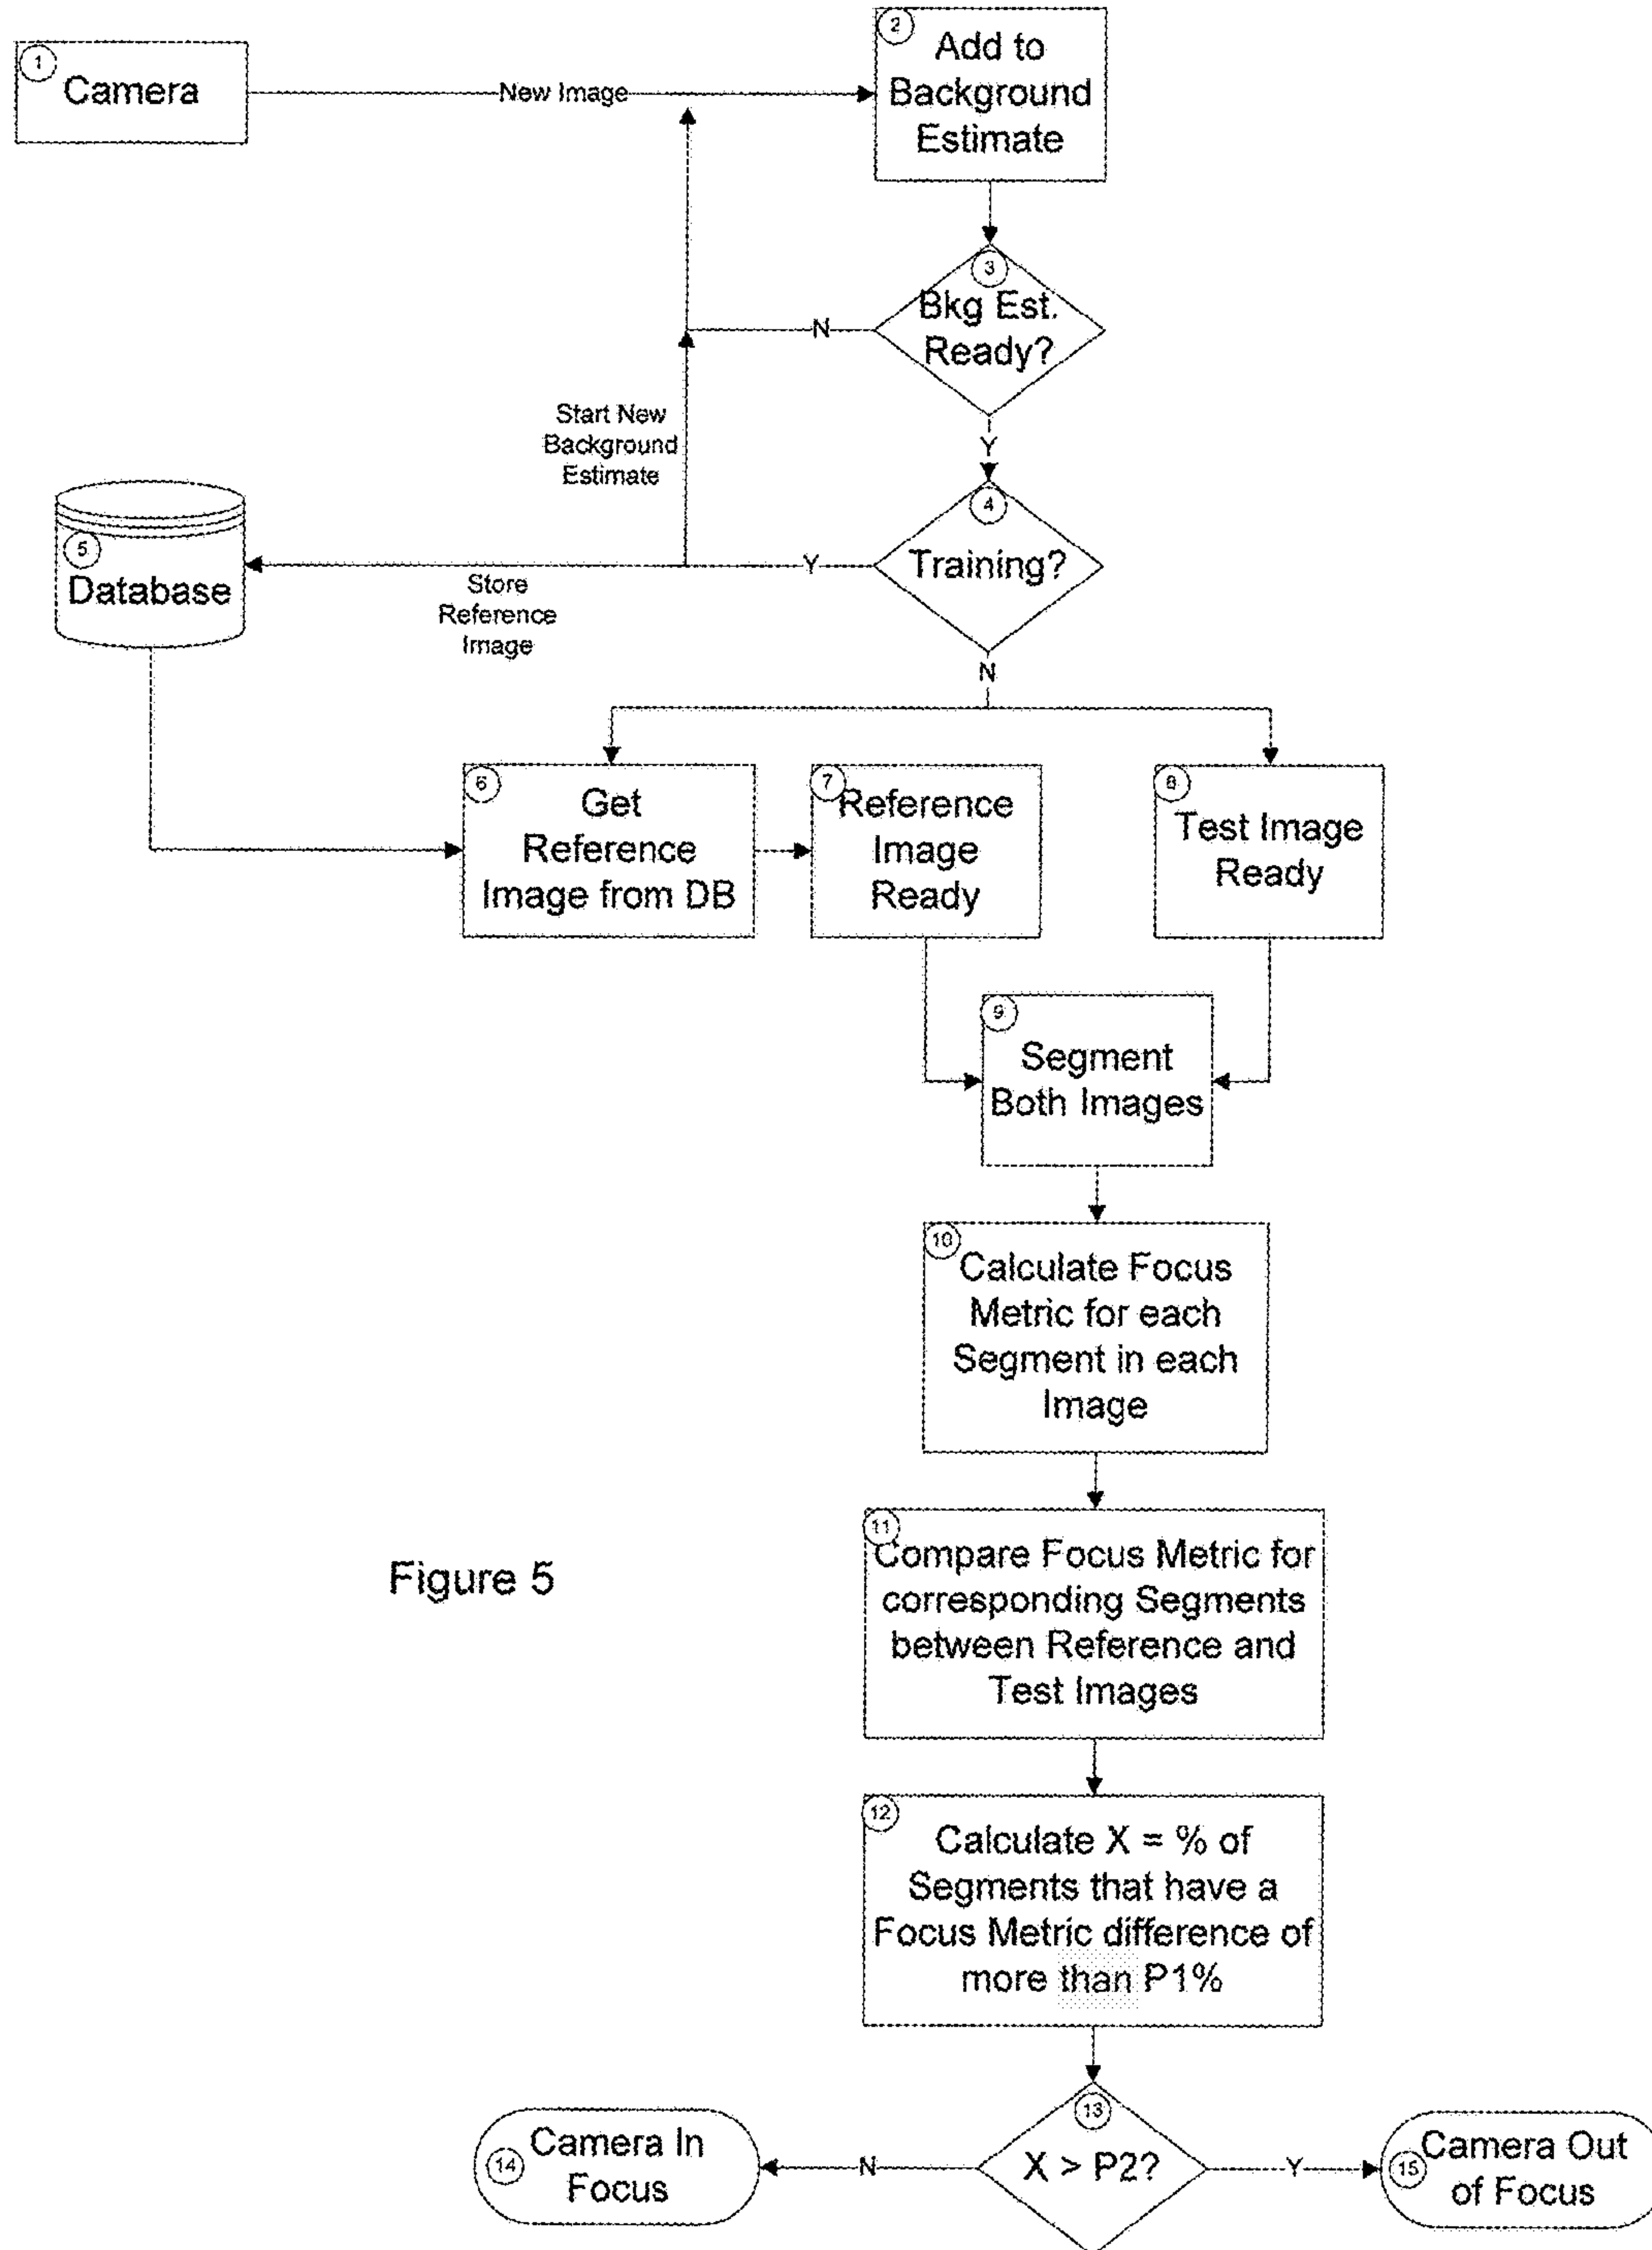 1
Camera
New Image
2
Add to
Background
Estimate
3
Bkg Est.
Ready?
N
Y
Start New
Background
Estimate
4
Training?
Y
N
5
Database
Store
Reference
Image
6
Get
Reference
Image from DB
7
Reference
Image
Ready
8
Test Image
Ready
9
Segment
Both Images
10
Calculate Focus
Metric for each
Segment in each
Image
11
Compare Focus Metric for
corresponding Segments
between Reference and
Test Images
Figure 5
12
Calculate X = % of
Segments that have a
Focus Metric difference of
more than P1%
13
X > P2?
N
Y
14
Camera In
Focus
15
Camera Out
of Focus